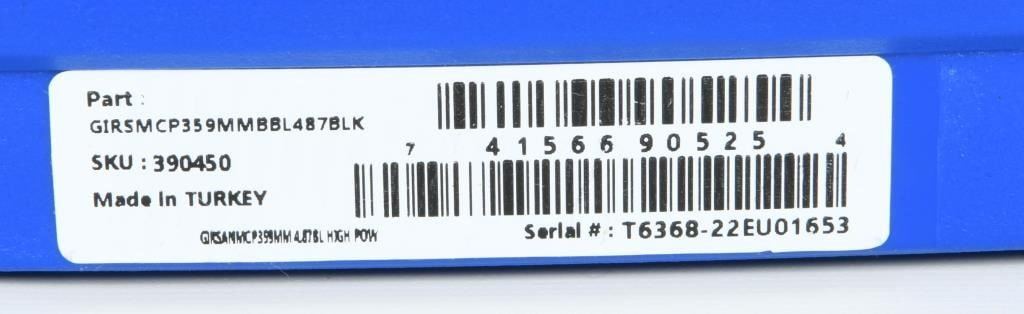 Part :
GIRSMCP359MMBBL487BLK
7 41566 90525 4
SKU : 390450
Made In TURKEY
GIRSANMCP359MM 4.87BL HIGH POW
Serial # : T6368-22EU01653